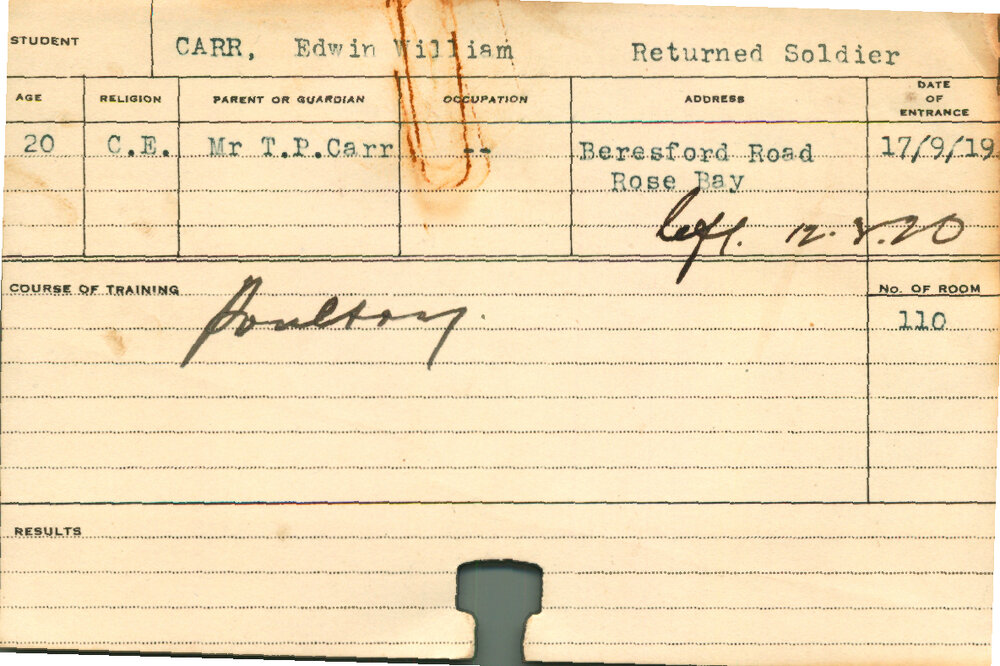 STUDENT CARR, Edwin William Returned Soldier
AGE RELIGION PARENT OR GUARDIAN OCCUPATION ADDRESS DATE OF ENTRANCE
20 C.E. Mr T.P.Carr -- Beresford Road 17/9/19
Rose Bay
left. 12.8.20
COURSE OF TRAINING Poultry. No. OF ROOM
110
RESULTS